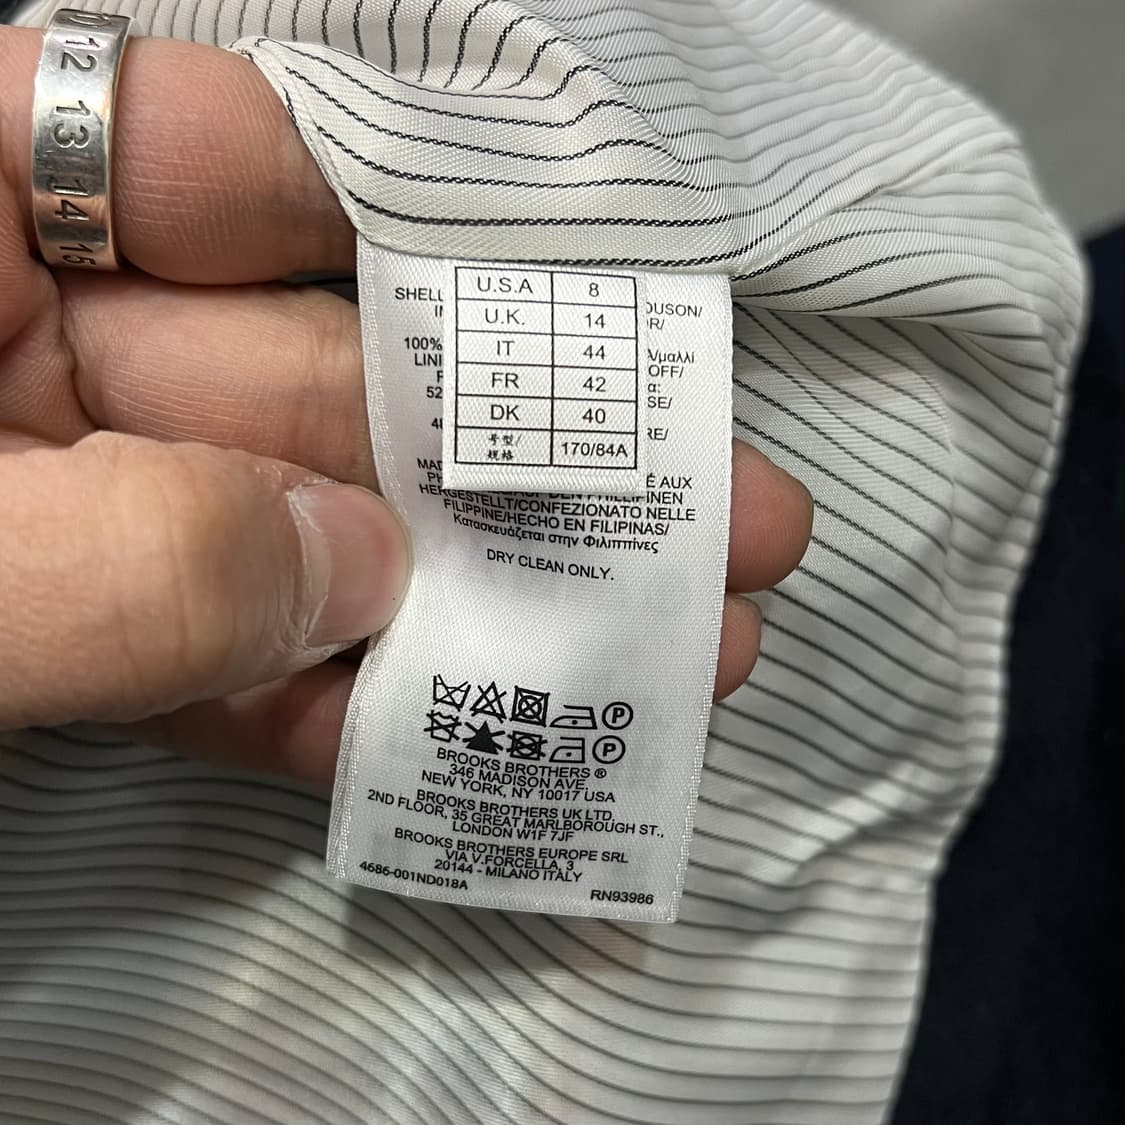 12
13
14
15
U.S.A 8
U.K. 14
IT 44
FR 42
DK 40
号型/规格 170/84A
SHELL
OUSON/
100%
LINI
Λ/μαλλί
OFF/
α:
SE/
52
RE/
MAD
É AUX
HERGESTELLT/CONFEZIONATO NELLE
FILIPPINE/HECHO EN FILIPINAS/
Κατασκευάζεται στην Φιλιππίνες
DRY CLEAN ONLY.
P
P
BROOKS BROTHERS ®
346 MADISON AVE,
NEW YORK, NY 10017 USA
BROOKS BROTHERS UK LTD.
2ND FLOOR, 35 GREAT MARLBOROUGH ST.,
LONDON W1F 7JF
BROOKS BROTHERS EUROPE SRL
VIA V.FORCELLA, 3
20144 - MILANO ITALY
4686-001ND018A
RN93986